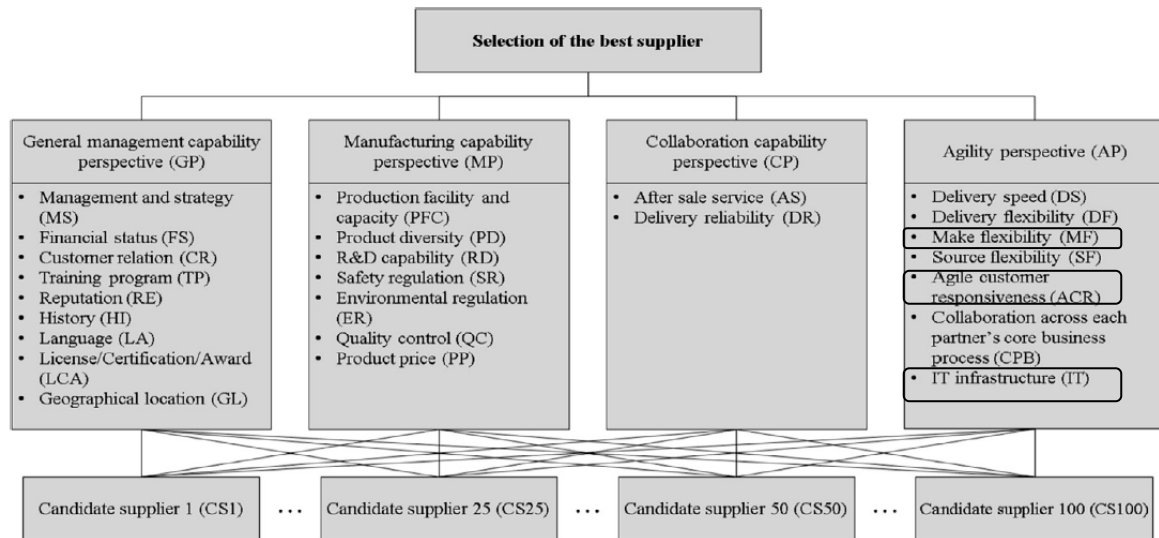 Selection of the best supplier
General management capability
perspective (GP)
• Management and strategy
(MS)
• Financial status (FS)
• Customer relation (CR)
• Training program (TP)
• Reputation (RE)
• History (HI)
• Language (LA)
• License/Certification/Award
(LCA)
• Geographical location (GL)
Manufacturing capability
perspective (MP)
• Production facility and
capacity (PFC)
• Product diversity (PD)
• R&D capability (RD)
• Safety regulation (SR)
• Environmental regulation
(ER)
• Quality control (QC)
• Product price (PP)
Collaboration capability
perspective (CP)
• After sale service (AS)
• Delivery reliability (DR)
Agility perspective (AP)
• Delivery speed (DS)
• Delivery flexibility (DF)
• Make flexibility (MF)
• Source flexibility (SF)
• Agile customer
responsiveness (ACR)
• Collaboration across each
partner's core business
process (CPB)
• IT infrastructure (IT)
Candidate supplier 1 (CS1)
...
Candidate supplier 25 (CS25)
...
Candidate supplier 50 (CS50)
...
Candidate supplier 100 (CS100)